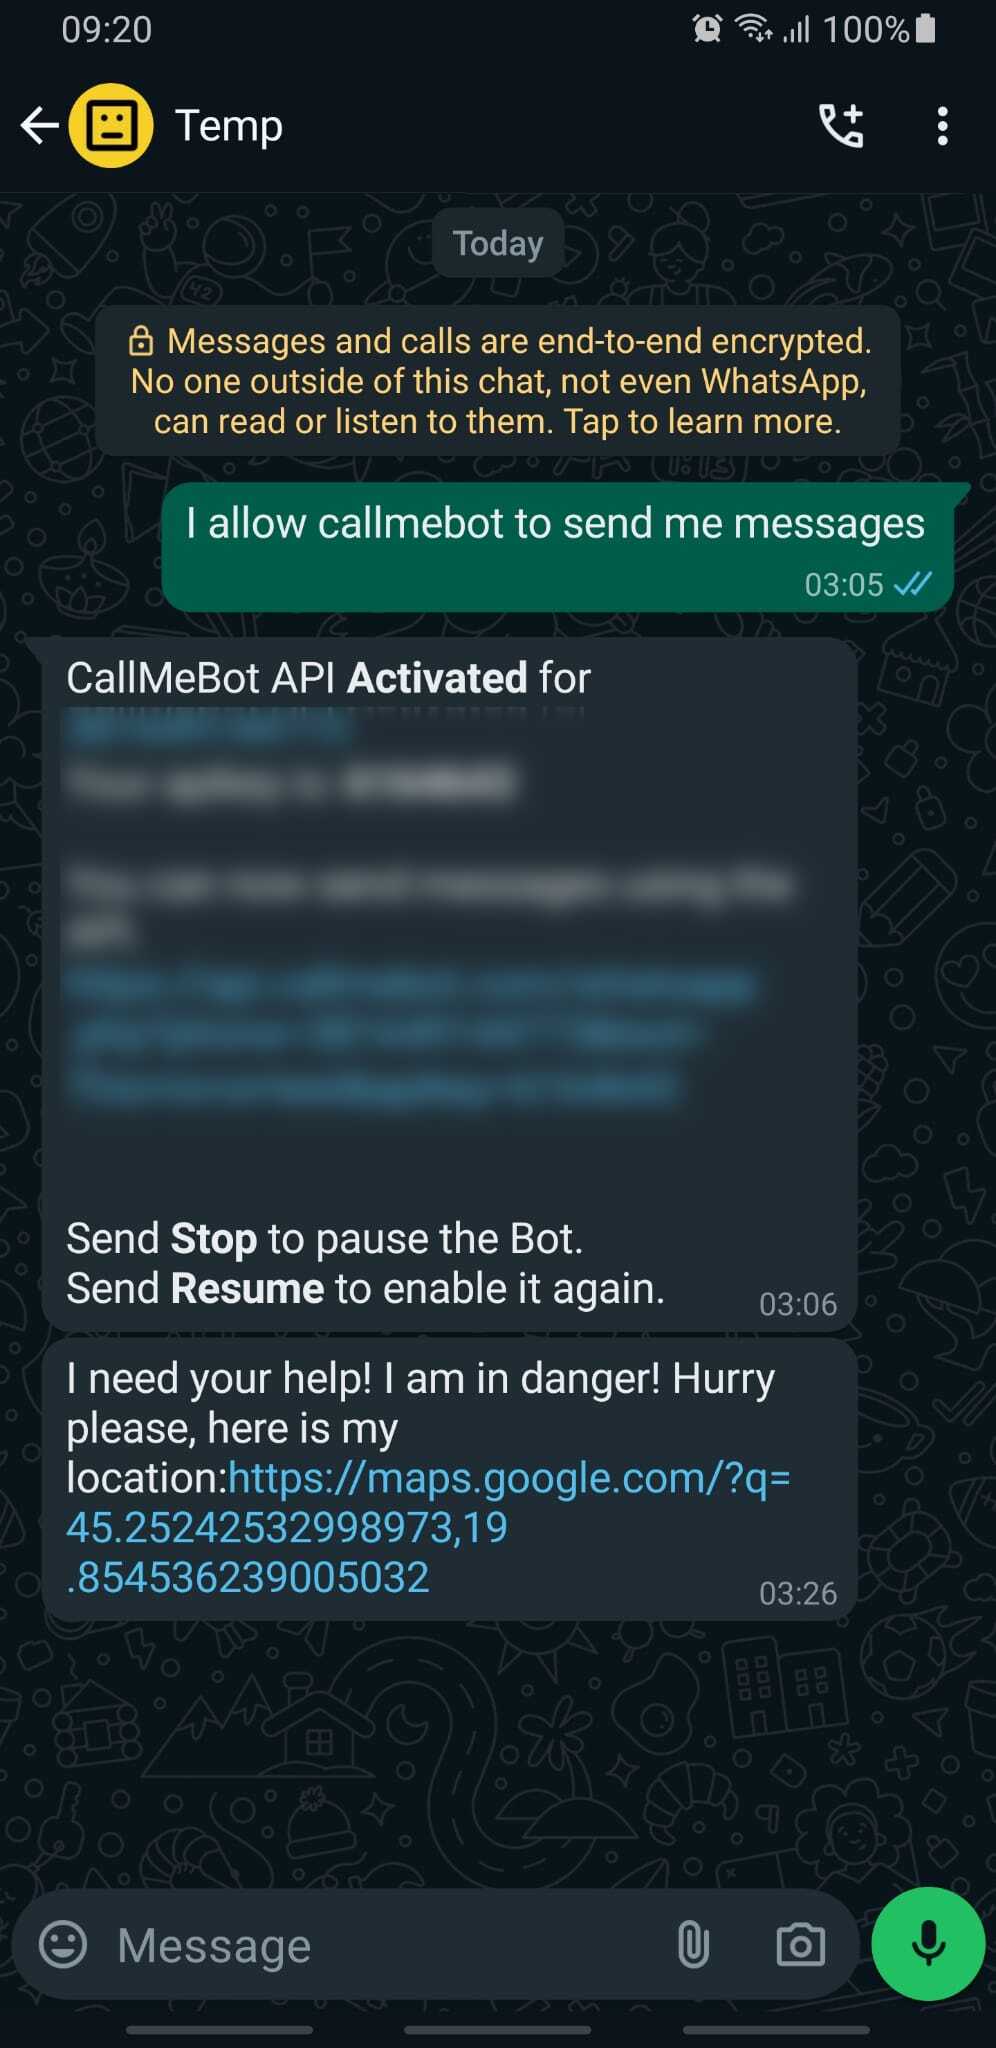 09:20
100%
Temp
Today
Messages and calls are end-to-end encrypted.
No one outside of this chat, not even WhatsApp,
can read or listen to them. Tap to learn more.
I allow callmebot to send me messages
03:05
CallMeBot API Activated for
Send Stop to pause the Bot.
Send Resume to enable it again.
03:06
I need your help! I am in danger! Hurry
please, here is my
location:https://maps.google.com/?q=
45.25242532998973,19
.854536239005032
03:26
Message